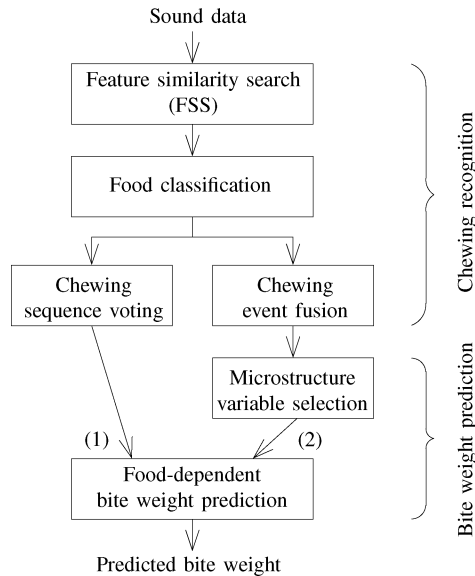 Sound data
Feature similarity search
(FSS)
Food classification
Chewing
sequence voting
Chewing
event fusion
Microstructure
variable selection
(1)
(2)
Food-dependent
bite weight prediction
Predicted bite weight
Chewing recognition
Bite weight prediction